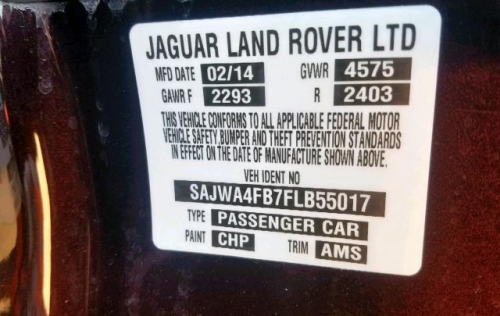 JAGUAR LAND ROVER LTD
MFD DATE 02/14 GVWR 4575
GAWR F 2293 R 2403
THIS VEHICLE CONFORMS TO ALL APPLICABLE FEDERAL MOTOR
VEHICLE SAFETY, BUMPER AND THEFT PREVENTION STANDARDS
IN EFFECT ON THE DATE OF MANUFACTURE SHOWN ABOVE.
VEH IDENT NO
SAJWA4FB7FLB55017
TYPE PASSENGER CAR
PAINT CHP TRIM AMS